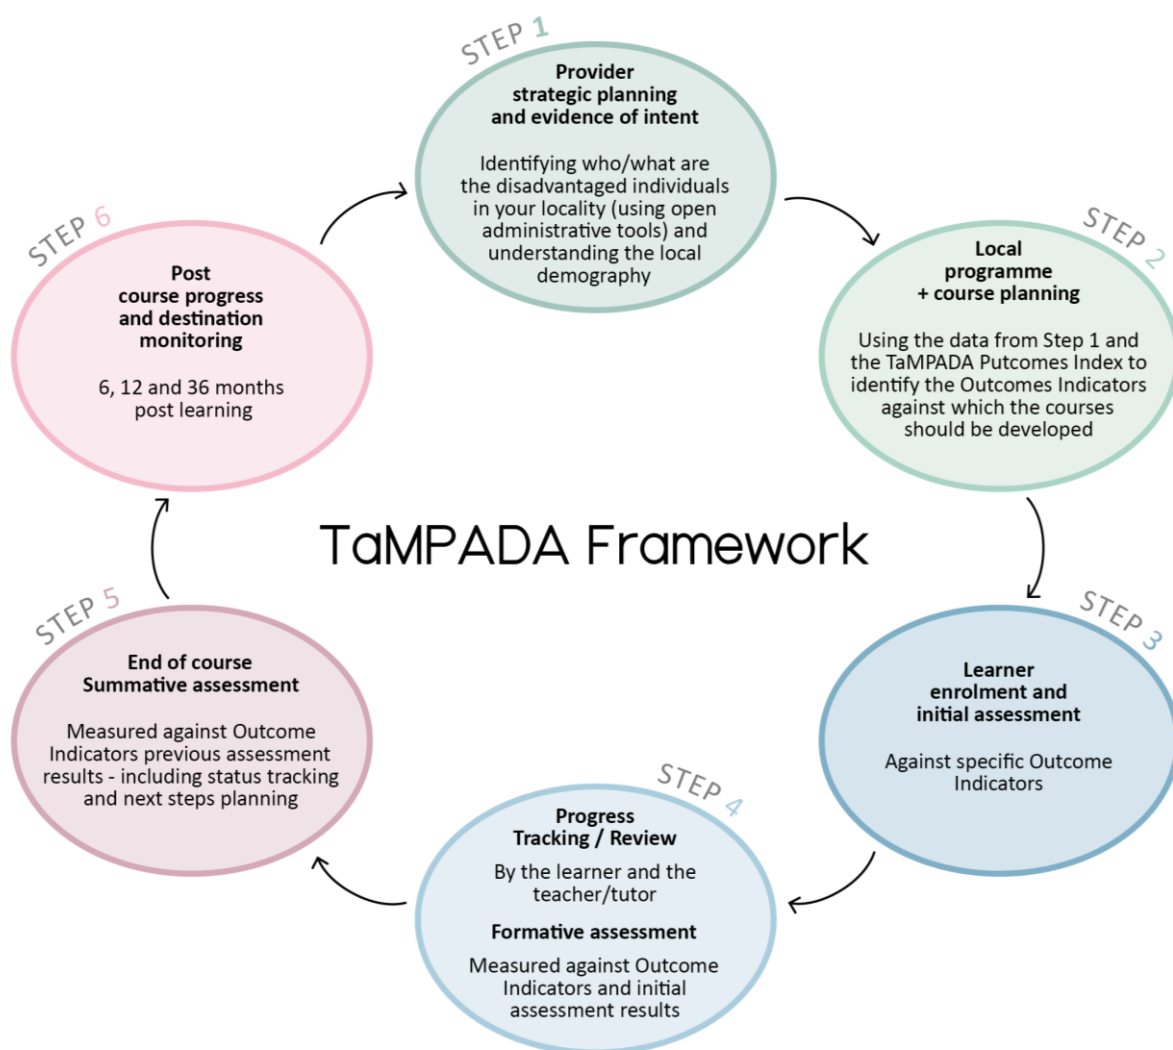 STEP 1
Provider
strategic planning
and evidence of intent
Identifying who/what are
the disadvantaged individuals
in your locality (using open
administrative tools) and
understanding the local
demography
STEP 2
Local
programme
+ course planning
Using the data from Step 1 and
the TaMPADA Putcomes Index to
identify the Outcomes Indicators
against which the courses
should be developed
STEP 3
Learner
enrolment and
initial assessment
Against specific Outcome
Indicators
STEP 4
Progress
Tracking / Review
By the learner and the
teacher/tutor
Formative assessment
Measured against Outcome
Indicators and initial
assessment results
STEP 5
End of course
Summative assessment
Measured against Outcome
Indicators previous assessment
results - including status tracking
and next steps planning
STEP 6
Post
course progress
and destination
monitoring
6, 12 and 36 months
post learning
TaMPADA Framework